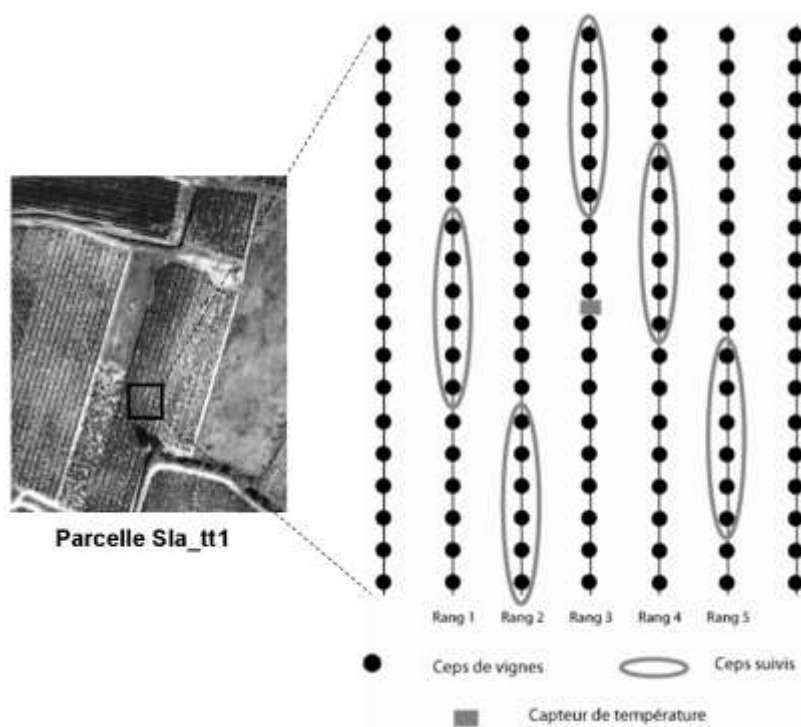 Parcelle Sla_tt1
Rang 1 Rang 2 Rang 3 Rang 4 Rang 5
Ceps de vignes Ceps suivis
Capteur de température